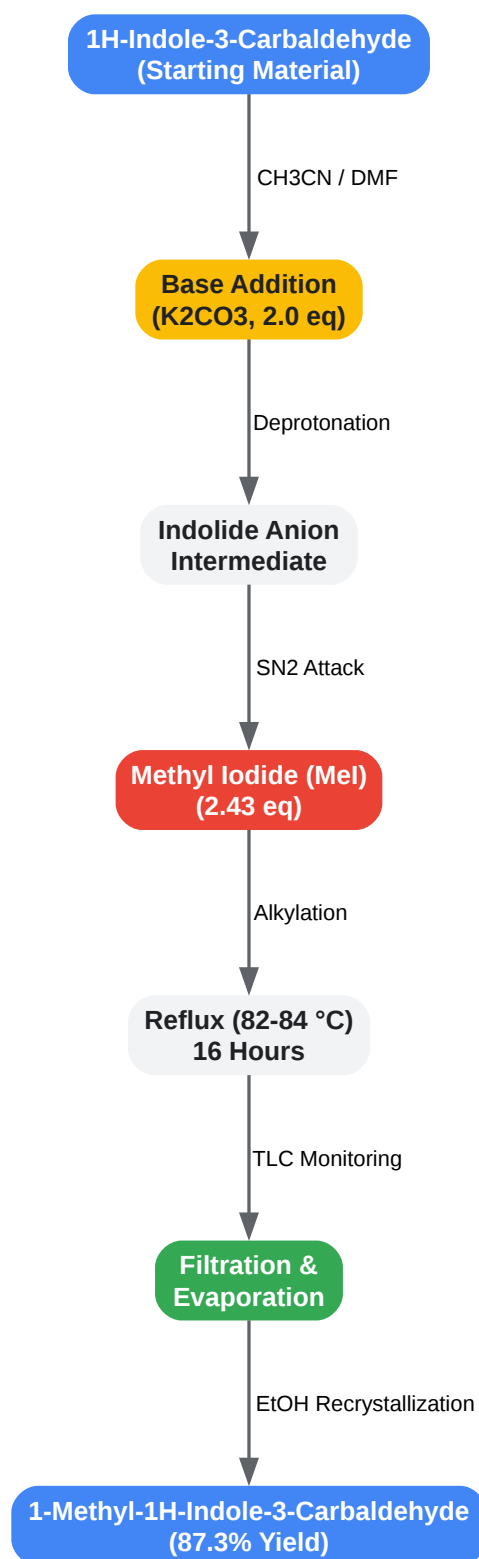 1H-Indole-3-Carbaldehyde
(Starting Material)
CH3CN / DMF
Base Addition
(K2CO3, 2.0 eq)
Deprotonation
Indolide Anion
Intermediate
SN2 Attack
Methyl Iodide (MeI)
(2.43 eq)
Alkylation
Reflux (82-84 °C)
16 Hours
TLC Monitoring
Filtration &
Evaporation
EtOH Recrystallization
1-Methyl-1H-Indole-3-Carbaldehyde
(87.3% Yield)